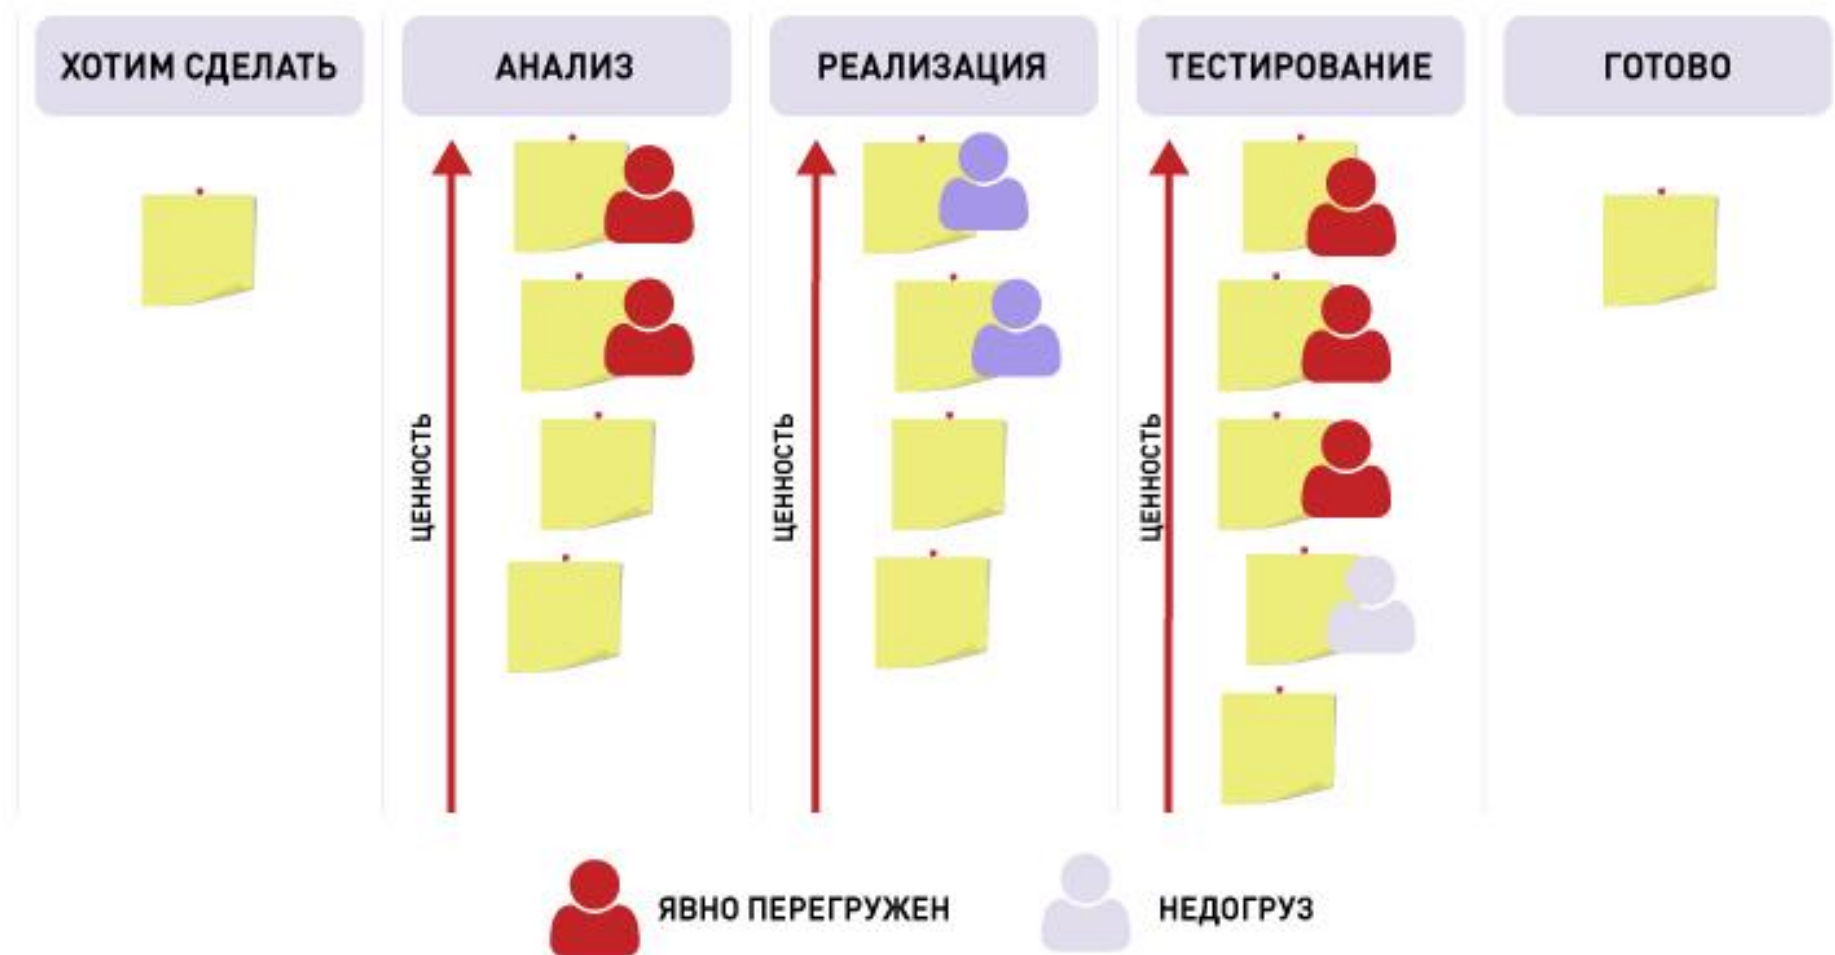 ХОТИМ СДЕЛАТЬ
АНАЛИЗ
РЕАЛИЗАЦИЯ
ТЕСТИРОВАНИЕ
ГОТОВО
ЦЕННОСТЬ
ЦЕННОСТЬ
ЦЕННОСТЬ
ЯВНО ПЕРЕГРУЖЕН
НЕДОГРУЗ